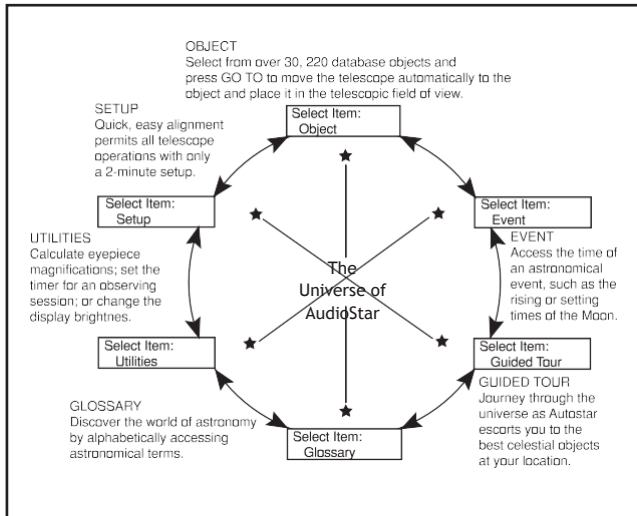 OBJECT
Select from over 30, 220 database objects and
press GO TO to move the telescope automatically to the
object and place it in the telescopic field of view.
Select Item:
Object
SETUP
Quick, easy alignment
permits all telescope
operations with only
a 2-minute setup.
Select Item:
Setup
Select Item:
Event
UTILITIES
Calculate eyepiece
magnifications; set the
timer for an observing
session; or change the
display brightnes.
EVENT
Access the time of
an astronomical
event, such as the
rising or setting
times of the Moon.
The
Universe of
AudioStar
Select Item:
Utilities
Select Item:
Guided Tour
GLOSSARY
Discover the world of astronomy
by alphabetically accessing
astronomical terms.
GUIDED TOUR
Journey through the
universe as Autostar
escorts you to the
best celestial objects
at your location.
Select Item:
Glossary